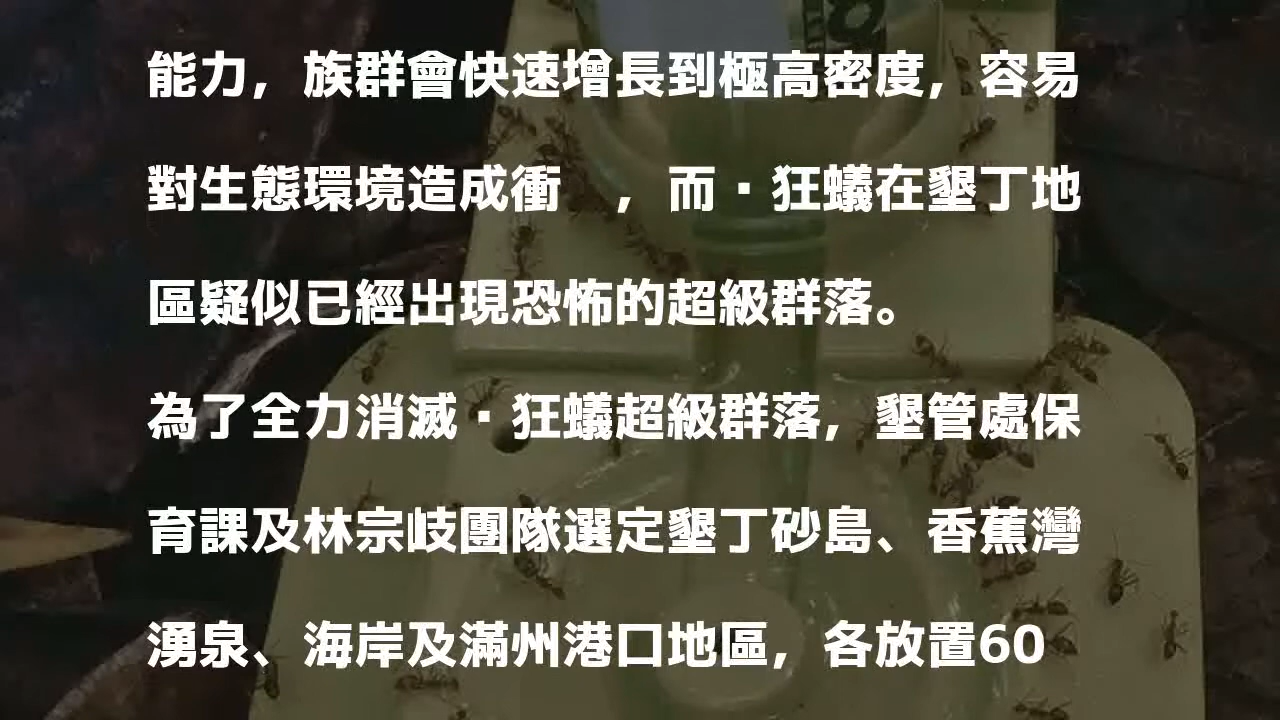 能力，族群會快速增長到極高密度，容易
對生態環境造成衝　，而·狂蟻在墾丁地
區疑似已經出現恐怖的超級群落。
為了全力消滅·狂蟻超級群落，墾管處保
育課及林宗岐團隊選定墾丁砂島、香蕉灣
湧泉、海岸及滿州港口地區，各放置60